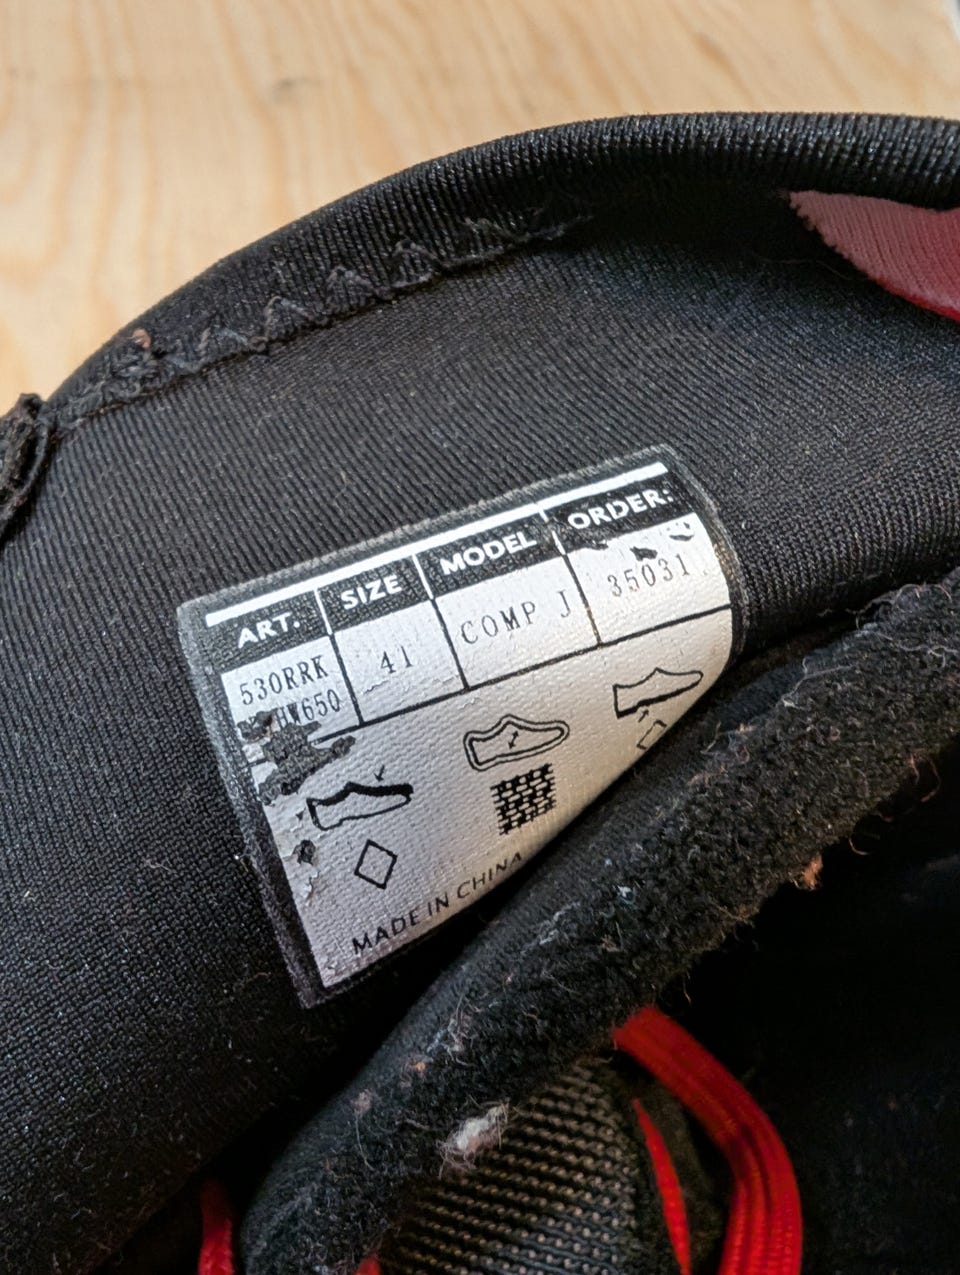 ART. SIZE MODEL ORDER:
530RRK 41 COMP J 35031
MADE IN CHINA